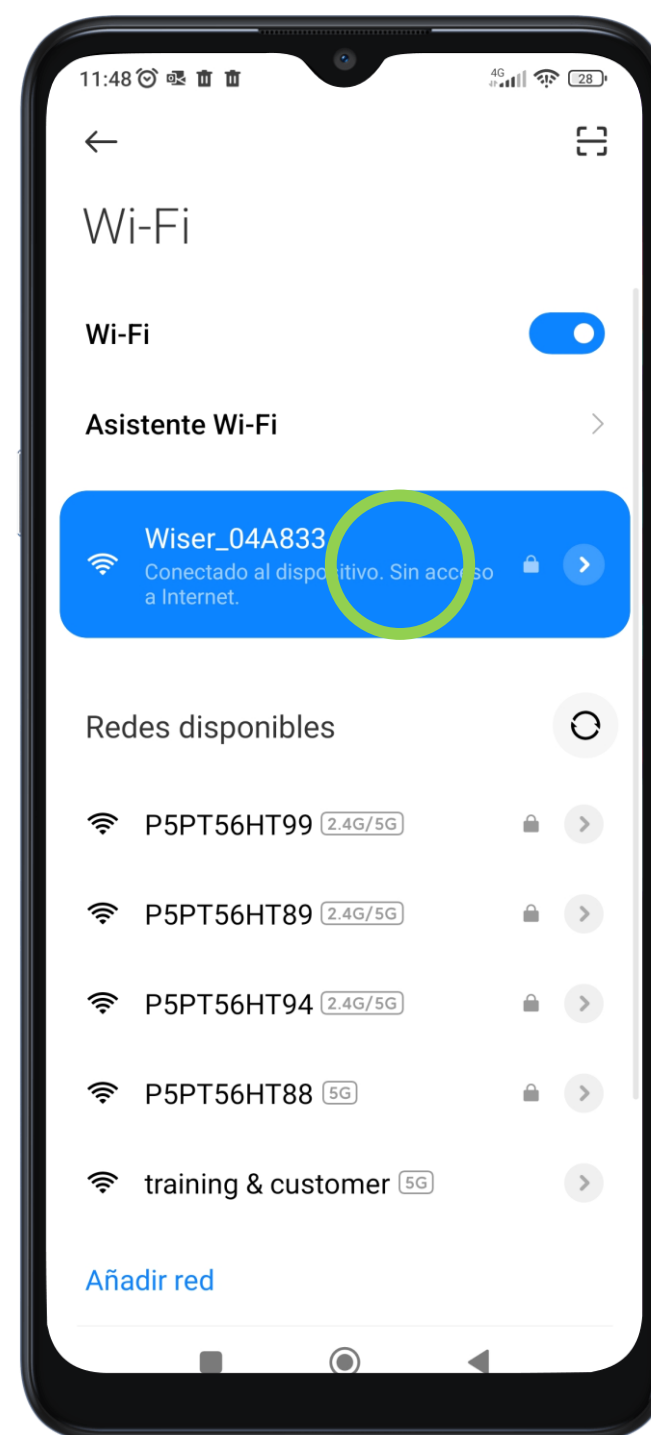 11:48
4G
28
Wi-Fi
Wi-Fi
Asistente Wi-Fi
Wiser_04A833
Conectado al dispositivo. Sin acceso
a Internet.
Redes disponibles
P5PT56HT99 2.4G/5G
P5PT56HT89 2.4G/5G
P5PT56HT94 2.4G/5G
P5PT56HT88 5G
training & customer 5G
Añadir red